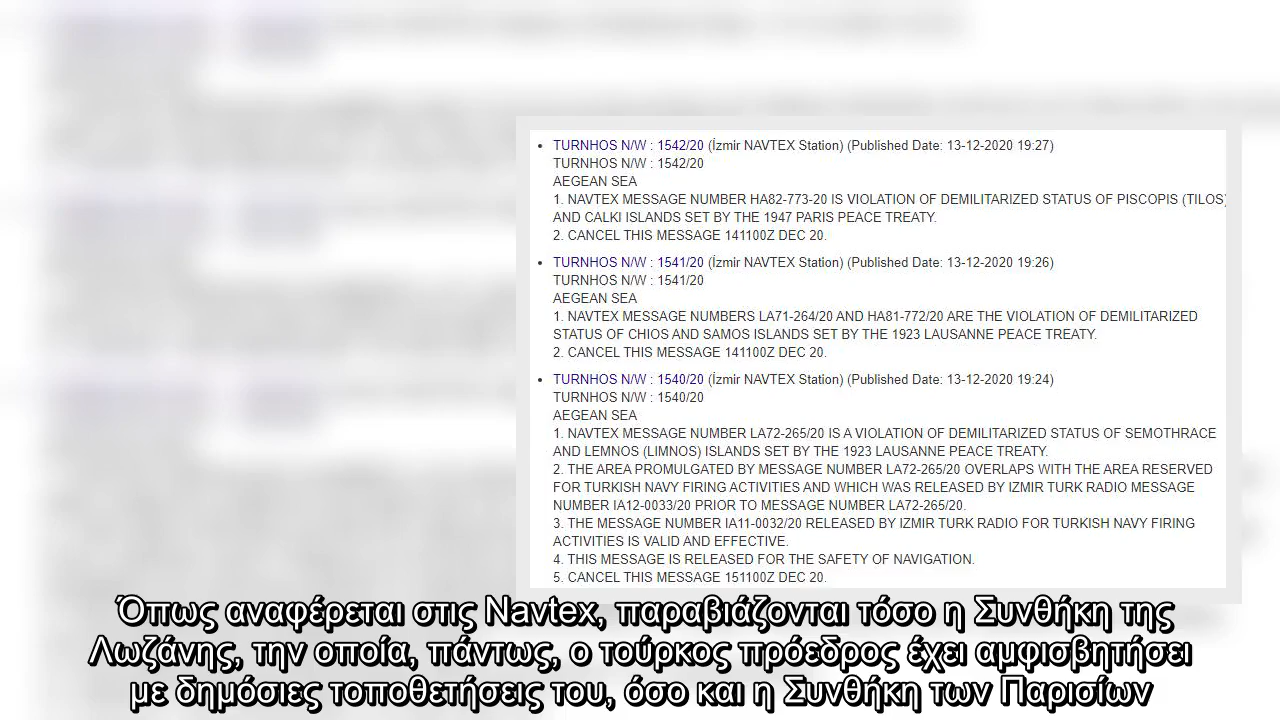 TURNHOS N/W : 1542/20 (İzmir NAVTEX Station) (Published Date: 13-12-2020 19:27)
TURNHOS N/W : 1542/20
AEGEAN SEA
1. NAVTEX MESSAGE NUMBER HA82-773-20 IS VIOLATION OF DEMILITARIZED STATUS OF PISCOPIS (TILOS)
AND CALKI ISLANDS SET BY THE 1947 PARIS PEACE TREATY.
2. CANCEL THIS MESSAGE 141100Z DEC 20.
TURNHOS N/W : 1541/20 (İzmir NAVTEX Station) (Published Date: 13-12-2020 19:26)
TURNHOS N/W : 1541/20
AEGEAN SEA
1. NAVTEX MESSAGE NUMBERS LA71-264/20 AND HA81-772/20 ARE THE VIOLATION OF DEMILITARIZED
STATUS OF CHIOS AND SAMOS ISLANDS SET BY THE 1923 LAUSANNE PEACE TREATY.
2. CANCEL THIS MESSAGE 141100Z DEC 20.
TURNHOS N/W : 1540/20 (İzmir NAVTEX Station) (Published Date: 13-12-2020 19:24)
TURNHOS N/W : 1540/20
AEGEAN SEA
1. NAVTEX MESSAGE NUMBER LA72-265/20 IS A VIOLATION OF DEMILITARIZED STATUS OF SEMOTHRACE
AND LEMNOS (LIMNOS) ISLANDS SET BY THE 1923 LAUSANNE PEACE TREATY.
2. THE AREA PROMULGATED BY MESSAGE NUMBER LA72-265/20 OVERLAPS WITH THE AREA RESERVED
FOR TURKISH NAVY FIRING ACTIVITIES AND WHICH WAS RELEASED BY IZMIR TURK RADIO MESSAGE
NUMBER IA12-0033/20 PRIOR TO MESSAGE NUMBER LA72-265/20.
3. THE MESSAGE NUMBER IA11-0032/20 RELEASED BY IZMIR TURK RADIO FOR TURKISH NAVY FIRING
ACTIVITIES IS VALID AND EFFECTIVE.
4. THIS MESSAGE IS RELEASED FOR THE SAFETY OF NAVIGATION.
5. CANCEL THIS MESSAGE 151100Z DEC 20.
Όπως αναφέρεται στις Navtex, παραβιάζονται τόσο η Συνθήκη της
Λωζάνης, την οποία, πάντως, ο τούρκος πρόεδρος έχει αμφισβητήσει
με δημόσιες τοποθετήσεις του, όσο και η Συνθήκη των Παρισίων